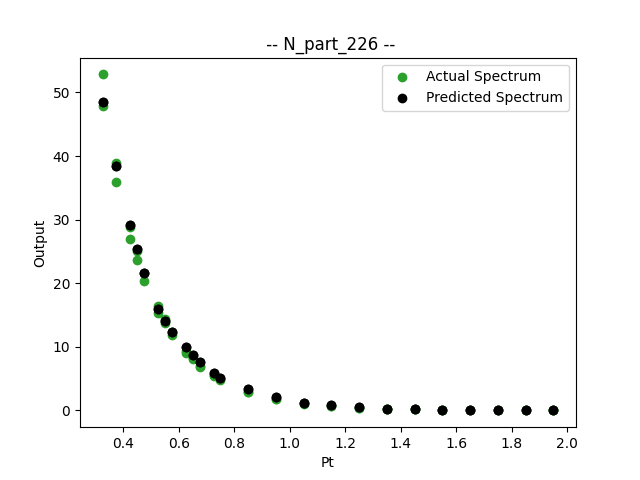 -- N_part_226 --
Actual Spectrum
Predicted Spectrum
50
40
30
20
10
0
Output
0.4 0.6 0.8 1.0 1.2 1.4 1.6 1.8 2.0
Pt